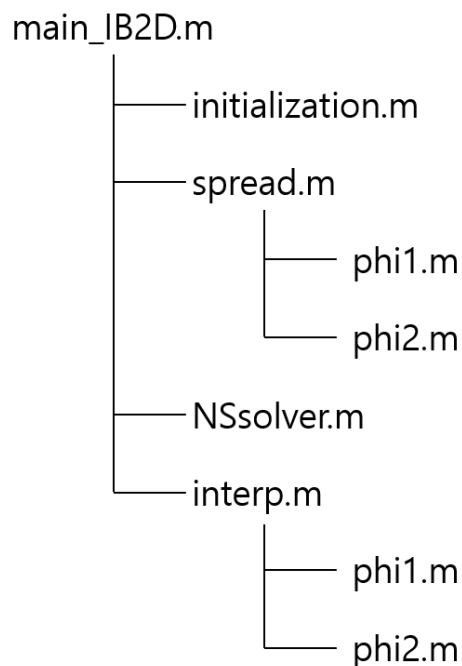 main_IB2D.m
initialization.m
spread.m
phi1.m
phi2.m
NSsolver.m
interp.m
phi1.m
phi2.m